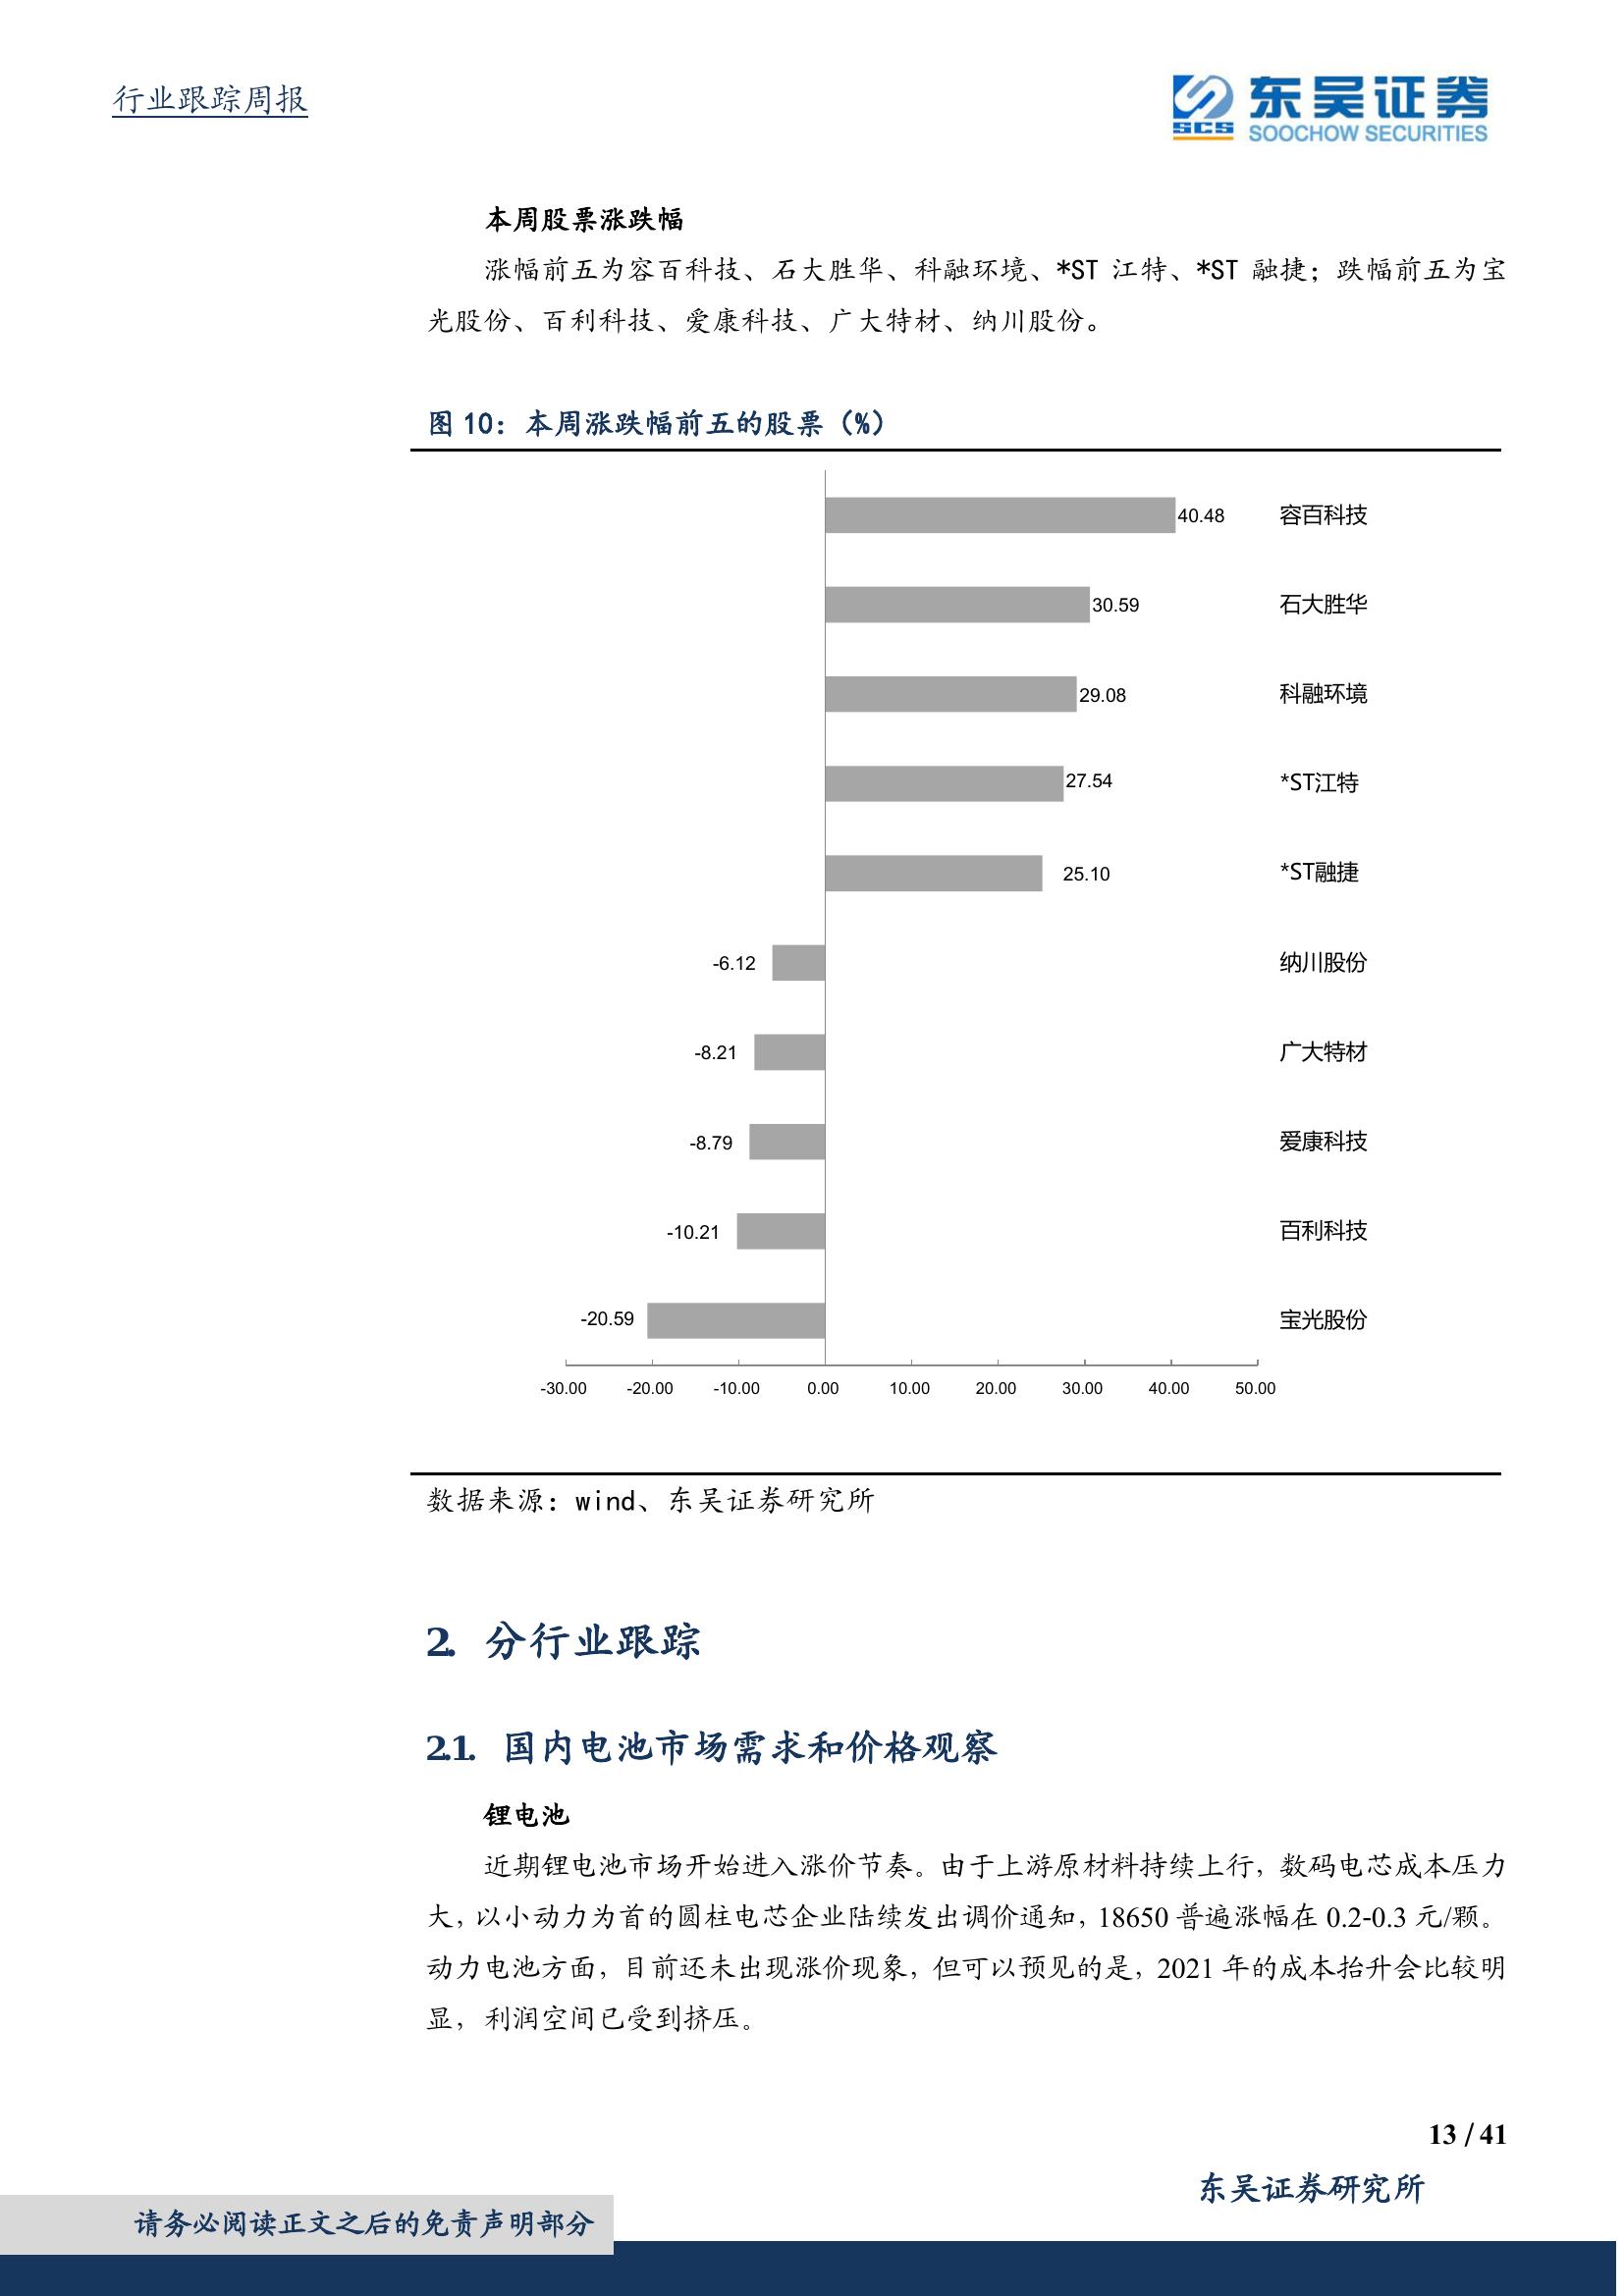 行业跟踪周报
SCS 东吴证券
SOOCHOW SECURITIES
本周股票涨跌幅
涨幅前五为容百科技、石大胜华、科融环境、*ST 江特、*ST 融捷；跌幅前五为宝
光股份、百利科技、爱康科技、广大特材、纳川股份。
图 10：本周涨跌幅前五的股票（%）
40.48 容百科技
30.59 石大胜华
29.08 科融环境
27.54 *ST江特
25.10 *ST融捷
-6.12 纳川股份
-8.21 广大特材
-8.79 爱康科技
-10.21 百利科技
-20.59 宝光股份
-30.00 -20.00 -10.00 0.00 10.00 20.00 30.00 40.00 50.00
数据来源：wind、东吴证券研究所
2. 分行业跟踪
2.1. 国内电池市场需求和价格观察
锂电池
近期锂电池市场开始进入涨价节奏。由于上游原材料持续上行，数码电芯成本压力
大，以小动力为首的圆柱电芯企业陆续发出调价通知，18650 普遍涨幅在 0.2-0.3 元/颗。
动力电池方面，目前还未出现涨价现象，但可以预见的是，2021 年的成本抬升会比较明
显，利润空间已受到挤压。
13 / 41
东吴证券研究所
请务必阅读正文之后的免责声明部分